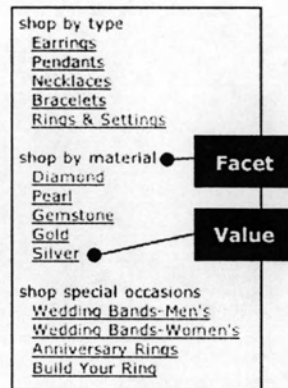 shop by type
Earrings
Pendants
Necklaces
Bracelets
Rings & Settings
shop by material
Facet
Diamond
Pearl
Gemstone
Gold
Value
Silver
shop special occasions
Wedding Bands-Men's
Wedding Bands-Women's
Anniversary Rings
Build Your Ring